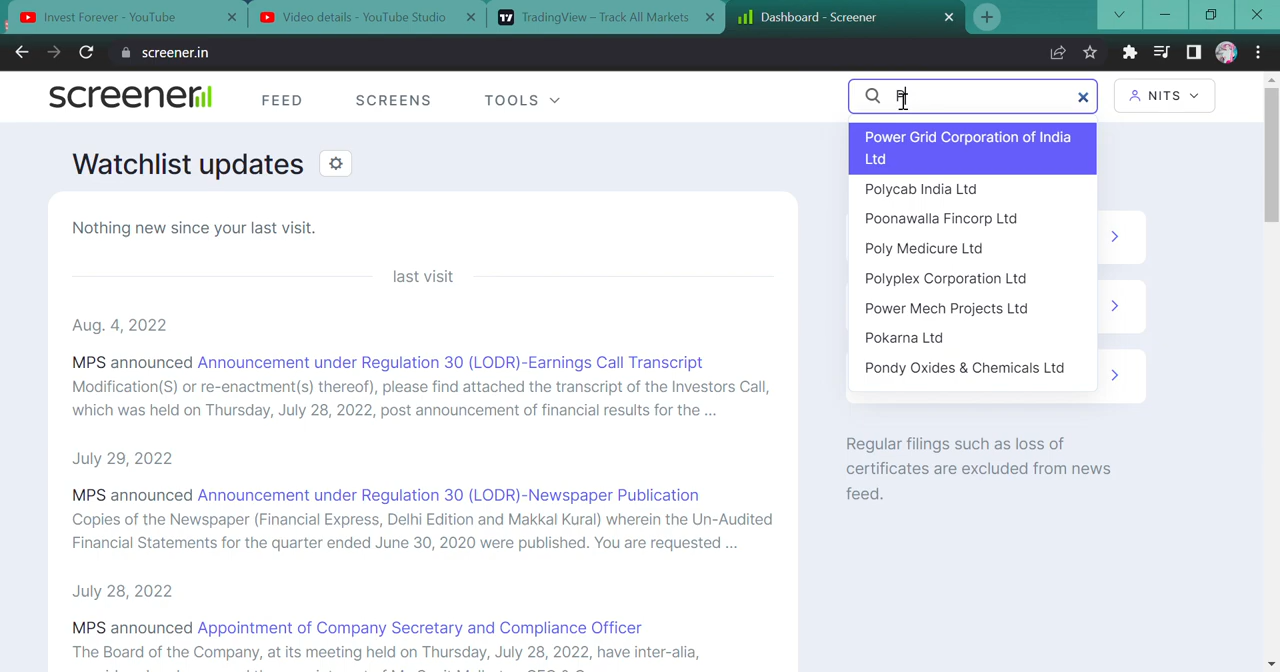 Invest Forever - YouTube
Video details - YouTube Studio
TradingView – Track All Markets
Dashboard - Screener
screener.in
screener
FEED
SCREENS
TOOLS
NITS
Power Grid Corporation of India
Ltd
Polycab India Ltd
Poonawalla Fincorp Ltd
Poly Medicure Ltd
Polyplex Corporation Ltd
Power Mech Projects Ltd
Pokarna Ltd
Pondy Oxides & Chemicals Ltd
Watchlist updates
Nothing new since your last visit.
last visit
Aug. 4, 2022
MPS announced Announcement under Regulation 30 (LODR)-Earnings Call Transcript
Modification(S) or re-enactment(s) thereof), please find attached the transcript of the Investors Call,
which was held on Thursday, July 28, 2022, post announcement of financial results for the ...
July 29, 2022
MPS announced Announcement under Regulation 30 (LODR)-Newspaper Publication
Copies of the Newspaper (Financial Express, Delhi Edition and Makkal Kural) wherein the Un-Audited
Financial Statements for the quarter ended June 30, 2020 were published. You are requested ...
July 28, 2022
MPS announced Appointment of Company Secretary and Compliance Officer
The Board of the Company, at its meeting held on Thursday, July 28, 2022, have inter-alia,
Regular filings such as loss of
certificates are excluded from news
feed.